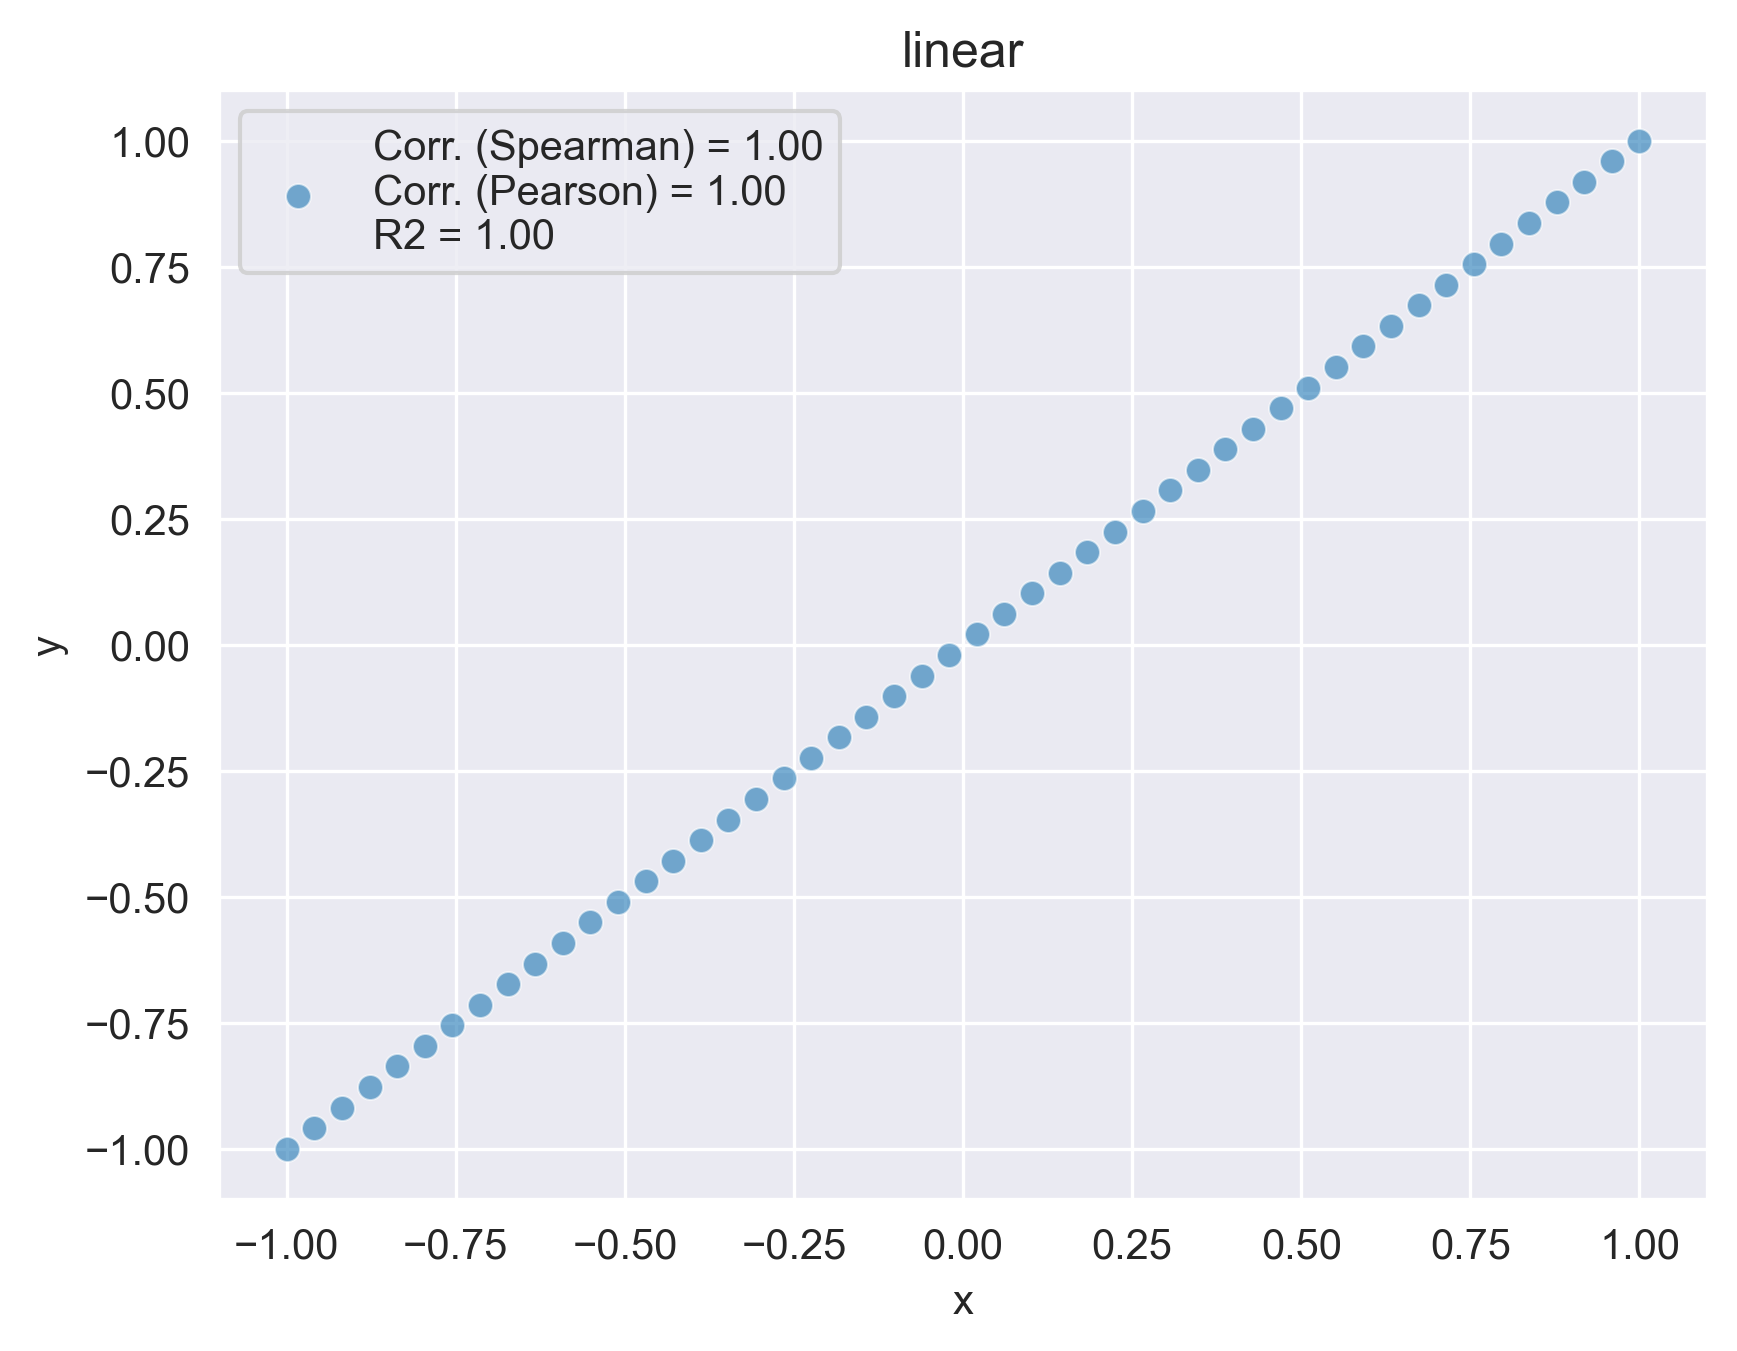 linear
Corr. (Spearman) = 1.00
Corr. (Pearson) = 1.00
R2 = 1.00
1.00
0.75
0.50
0.25
0.00
−0.25
−0.50
−0.75
−1.00
y
−1.00 −0.75 −0.50 −0.25 0.00 0.25 0.50 0.75 1.00
x